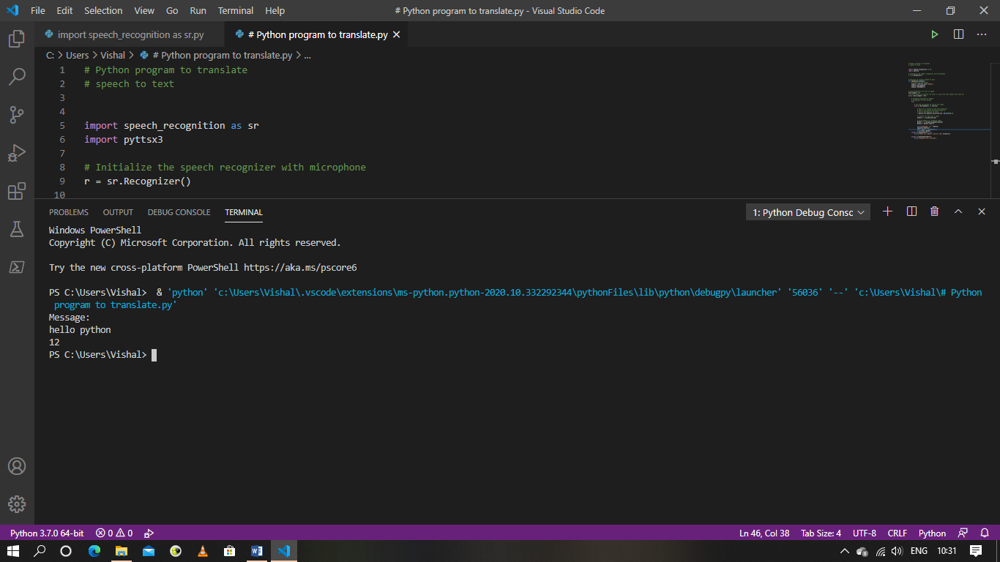 File Edit Selection View Go Run Terminal Help # Python program to translate.py - Visual Studio Code
import speech_recognition as sr.py # Python program to translate.py
C: > Users > Vishal > # Python program to translate.py > ...
1 # Python program to translate
2 # speech to text
3
4
5 import speech_recognition as sr
6 import pyttsx3
7
8 # Initialize the speech recognizer with microphone
9 r = sr.Recognizer()
10
PROBLEMS OUTPUT DEBUG CONSOLE TERMINAL 1: Python Debug Consc
Windows PowerShell
Copyright (C) Microsoft Corporation. All rights reserved.
Try the new cross-platform PowerShell https://aka.ms/pscore6
PS C:\Users\Vishal> & 'python' 'c:\Users\Vishal\.vscode\extensions\ms-python.python-2020.10.332292344\pythonFiles\lib\python\debugpy\launcher' '56036' '--' 'c:\Users\Vishal\# Python
program to translate.py'
Message:
hello python
12
PS C:\Users\Vishal>
Python 3.7.0 64-bit 0 0 Ln 46, Col 38 Tab Size: 4 UTF-8 CRLF Python
ENG 10:31